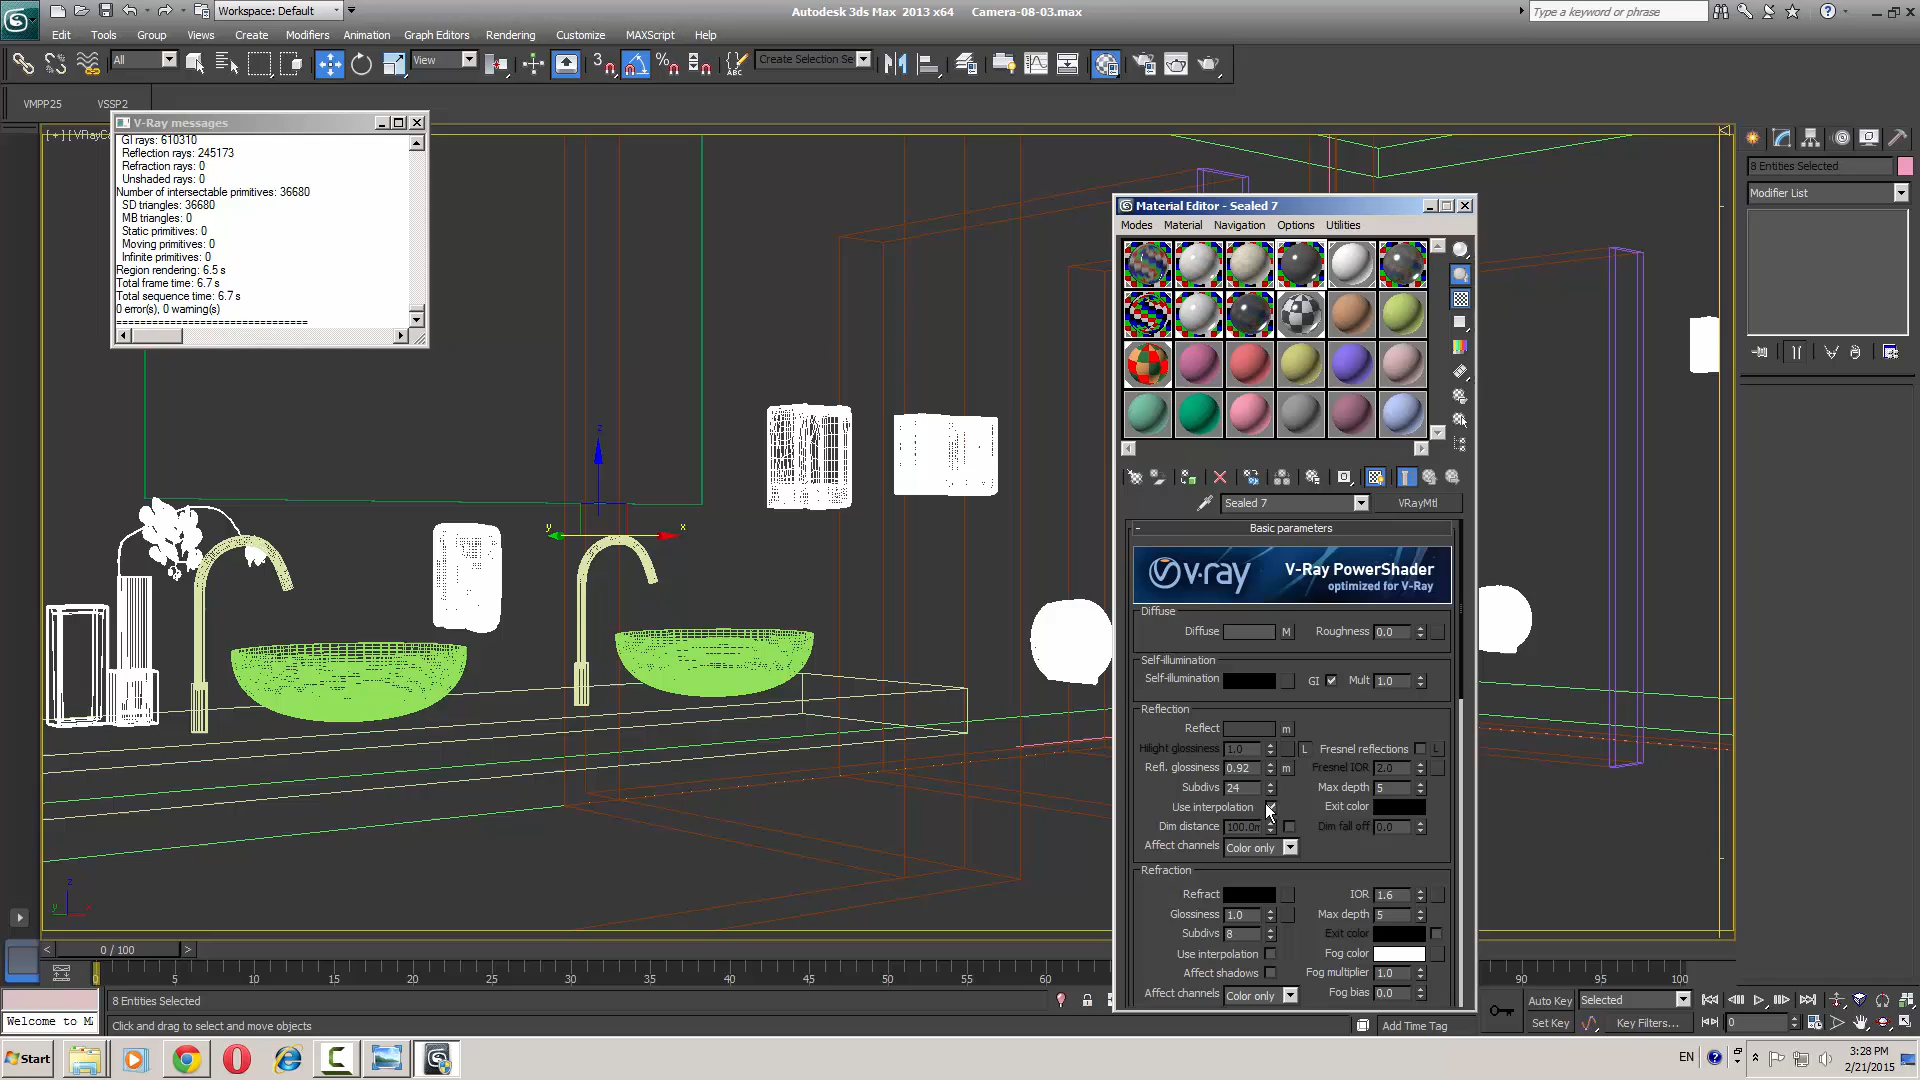 Workspace: Default
Autodesk 3ds Max 2013 x64 Camera-08-03.max
Type a keyword or phrase
Edit Tools Group Views Create Modifiers Animation Graph Editors Rendering Customize MAXScript Help
All View 3 Create Selection Se
VMPP25 VSSP2
V-Ray messages
[ + ] [ VRayCa
GI rays: 610310
Reflection rays: 245173
Refraction rays: 0
Unshaded rays: 0
Number of intersectable primitives: 36680
SD triangles: 36680
MB triangles: 0
Static primitives: 0
Moving primitives: 0
Infinite primitives: 0
Region rendering: 6.5 s
Total frame time: 6.7 s
Total sequence time: 6.7 s
0 error(s), 0 warning(s)
===============================
8 Entities Selected
Modifier List
Material Editor - Sealed 7
Modes Material Navigation Options Utilities
Sealed 7 VRayMtl
- Basic parameters
v·ray V-Ray PowerShader
optimized for V-Ray
Diffuse
Diffuse M Roughness 0.0
Self-illumination
Self-illumination GI Mult 1.0
Reflection
Reflect m
Hilight glossiness 1.0 L Fresnel reflections L
Refl. glossiness 0.92 m Fresnel IOR 2.0
Subdivs 24 Max depth 5
Use interpolation Exit color
Dim distance 100.0m Dim fall off 0.0
Affect channels Color only
Refraction
Refract IOR 1.6
Glossiness 1.0 Max depth 5
Subdivs 8 Exit color
Use interpolation Fog color
Affect shadows Fog multiplier 1.0
Affect channels Color only Fog bias 0.0
z
y x
z
y x
< 0 / 100 >
0 5 10 15 20 25 30 35 40 45 50 55 60 90 95 100
8 Entities Selected
Auto Key Selected
Welcome to M
Click and drag to select and move objects
Add Time Tag
Set Key Key Filters... 0
Start
EN
3:28 PM
2/21/2015